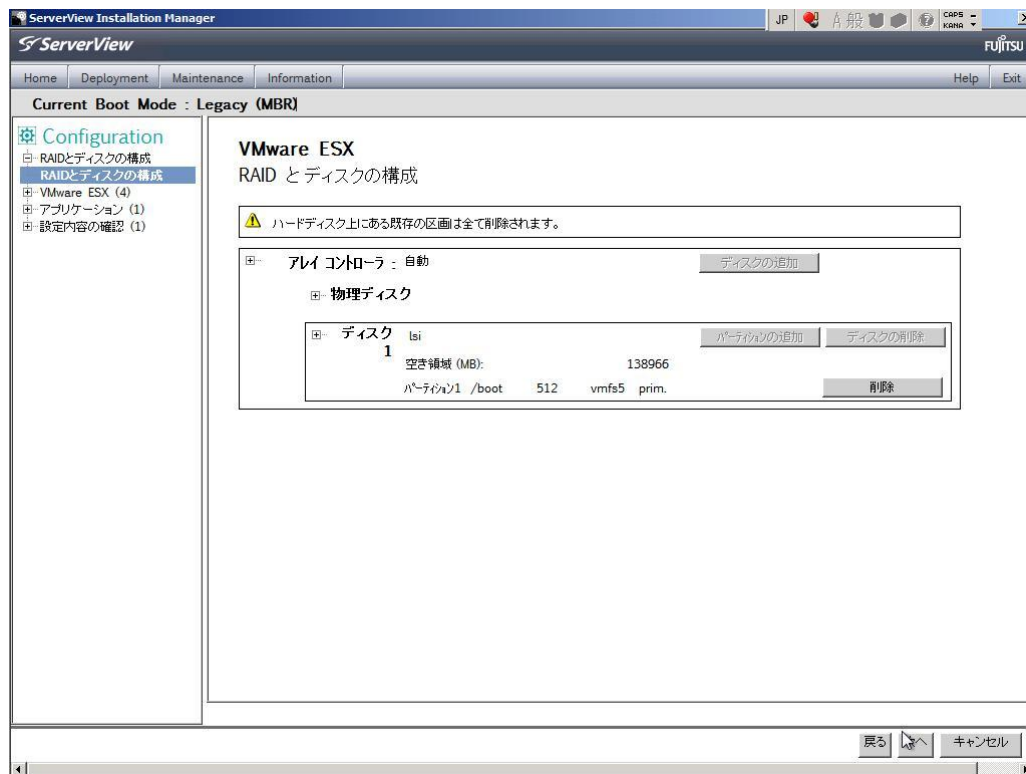 ServerView Installation Manager
JP A 般 CAPS KANA
ServerView FUJITSU
Home Deployment Maintenance Information Help Exit
Current Boot Mode : Legacy (MBR)
Configuration
RAIDとディスクの構成
RAIDとディスクの構成
VMware ESX (4)
アプリケーション (1)
設定内容の確認 (1)
VMware ESX
RAID とディスクの構成
ハードディスク上にある既存の区画は全て削除されます。
アレイ コントローラ : 自動 ディスクの追加
物理ディスク
ディスク 1 lsi パーティションの追加 ディスクの削除
空き領域 (MB): 138966
パーティション1 /boot 512 vmfs5 prim. 削除
戻る へ キャンセル